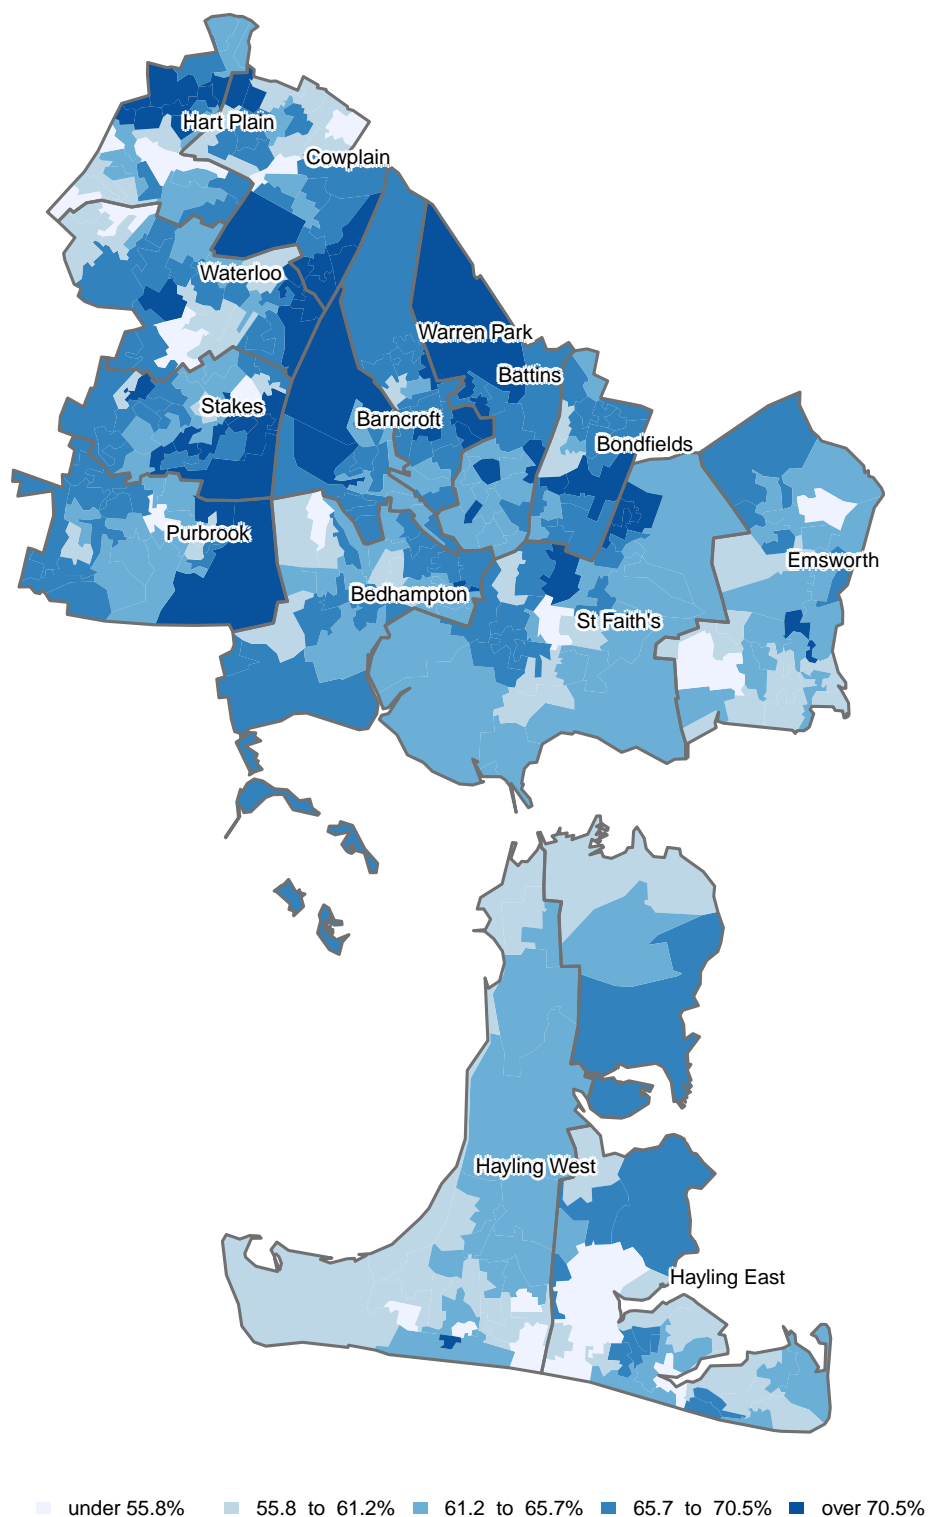 Hart Plain
Cowplain
Waterloo
Warren Park
Battins
Stakes
Barncroft
Bondfields
Purbrook
Emsworth
Bedhampton
St Faith's
Hayling West
Hayling East
under 55.8% 55.8 to 61.2% 61.2 to 65.7% 65.7 to 70.5% over 70.5%